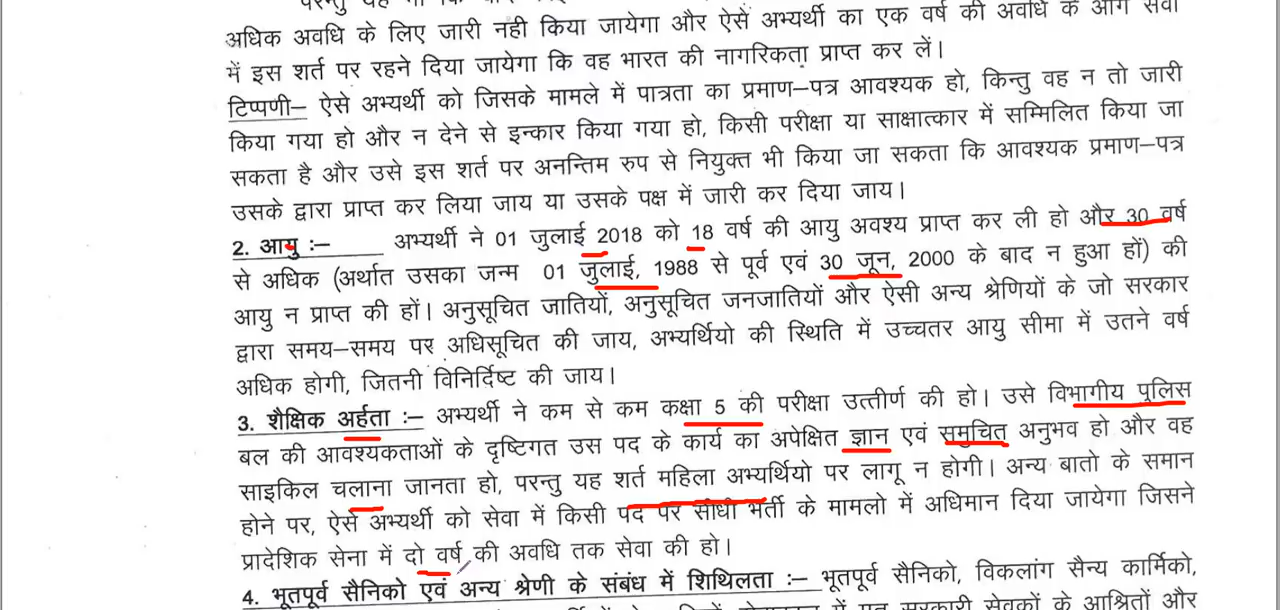 अधिक अवधि के लिए जारी नही किया जायेगा और ऐसे अभ्यर्थी का एक वर्ष की अवधि के आगे सेवा
में इस शर्त पर रहने दिया जायेगा कि वह भारत की नागरिकता प्राप्त कर लें।
टिप्पणी– ऐसे अभ्यर्थी को जिसके मामले में पात्रता का प्रमाण–पत्र आवश्यक हो, किन्तु वह न तो जारी
किया गया हो और न देने से इन्कार किया गया हो, किसी परीक्षा या साक्षात्कार में सम्मिलित किया जा
सकता है और उसे इस शर्त पर अनन्तिम रुप से नियुक्त भी किया जा सकता कि आवश्यक प्रमाण–पत्र
उसके द्वारा प्राप्त कर लिया जाय या उसके पक्ष में जारी कर दिया जाय।
2. आयु :– अभ्यर्थी ने 01 जुलाई 2018 को 18 वर्ष की आयु अवश्य प्राप्त कर ली हो और 30 वर्ष
से अधिक (अर्थात उसका जन्म 01 जुलाई, 1988 से पूर्व एवं 30 जून, 2000 के बाद न हुआ हों) की
आयु न प्राप्त की हों। अनुसूचित जातियों, अनुसूचित जनजातियों और ऐसी अन्य श्रेणियों के जो सरकार
द्वारा समय–समय पर अधिसूचित की जाय, अभ्यर्थियो की स्थिति में उच्चतर आयु सीमा में उतने वर्ष
अधिक होगी, जितनी विनिर्दिष्ट की जाय।
3. शैक्षिक अर्हता :– अभ्यर्थी ने कम से कम कक्षा 5 की परीक्षा उत्तीर्ण की हो। उसे विभागीय पुलिस
बल की आवश्यकताओं के दृष्टिगत उस पद के कार्य का अपेक्षित ज्ञान एवं समुचित अनुभव हो और वह
साइकिल चलाना जानता हो, परन्तु यह शर्त महिला अभ्यर्थियो पर लागू न होगी। अन्य बातो के समान
होने पर, ऐसे अभ्यर्थी को सेवा में किसी पद पर सीधी भर्ती के मामलो में अधिमान दिया जायेगा जिसने
प्रादेशिक सेना में दो वर्ष की अवधि तक सेवा की हो।
4. भूतपूर्व सैनिको एवं अन्य श्रेणी के संबंध में शिथिलता :– भूतपूर्व सैनिको, विकलांग सैन्य कार्मिको,